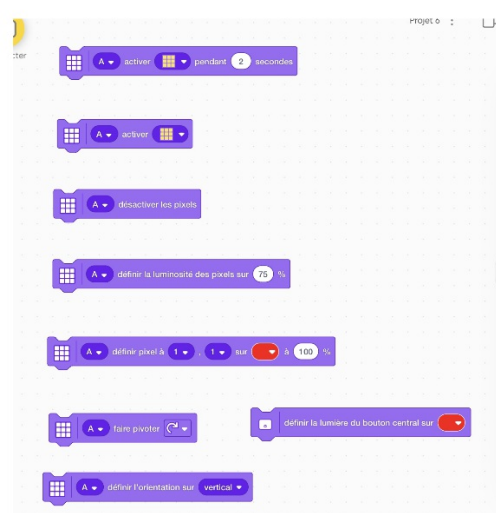 Projet 6
cter
A activer pendant 2 secondes
A activer
A désactiver les pixels
A définir la luminosité des pixels sur 75 %
A définir pixel à 1 , 1 sur à 100 %
A faire pivoter
définir la lumière du bouton central sur
A définir l'orientation sur vertical